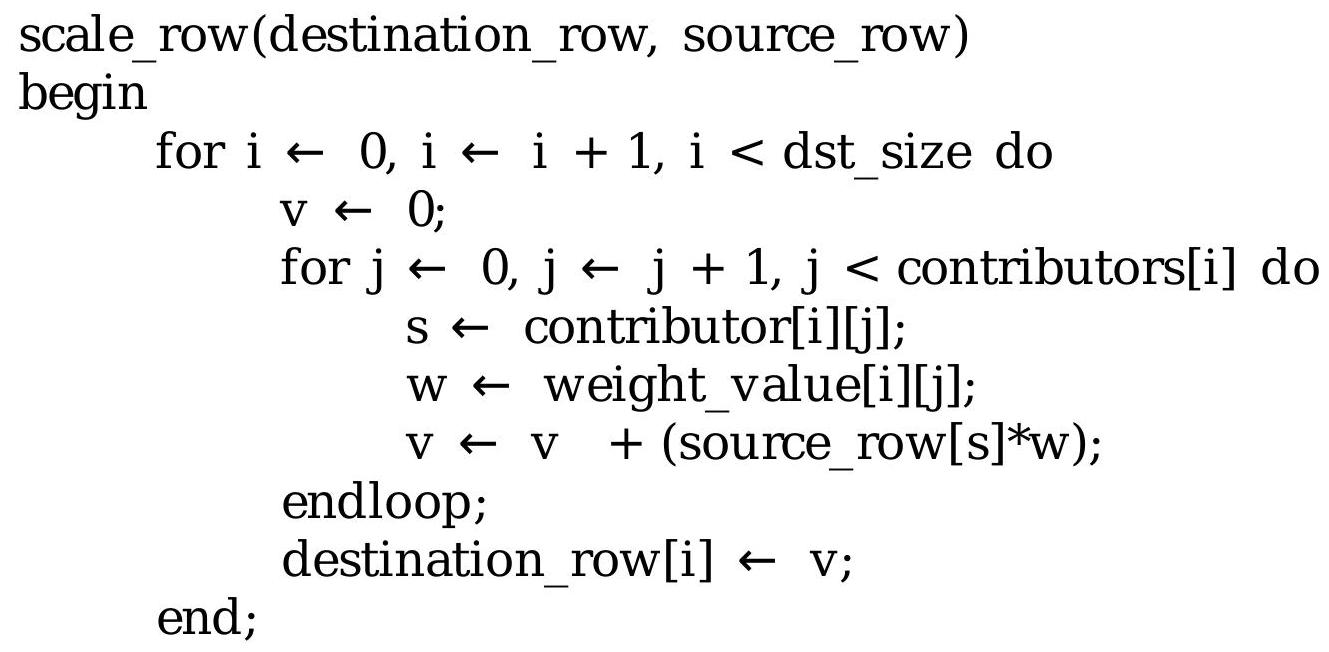 scale_row(destination_row, source_row)
begin
for i ← 0, i ← i + 1, i < dst_size do
v ← 0;
for j ← 0, j ← j + 1, j < contributors[i] do
s ← contributor[i][j];
w ← weight_value[i][j];
v ← v + (source_row[s]*w);
endloop;
destination_row[i] ← v;
end;